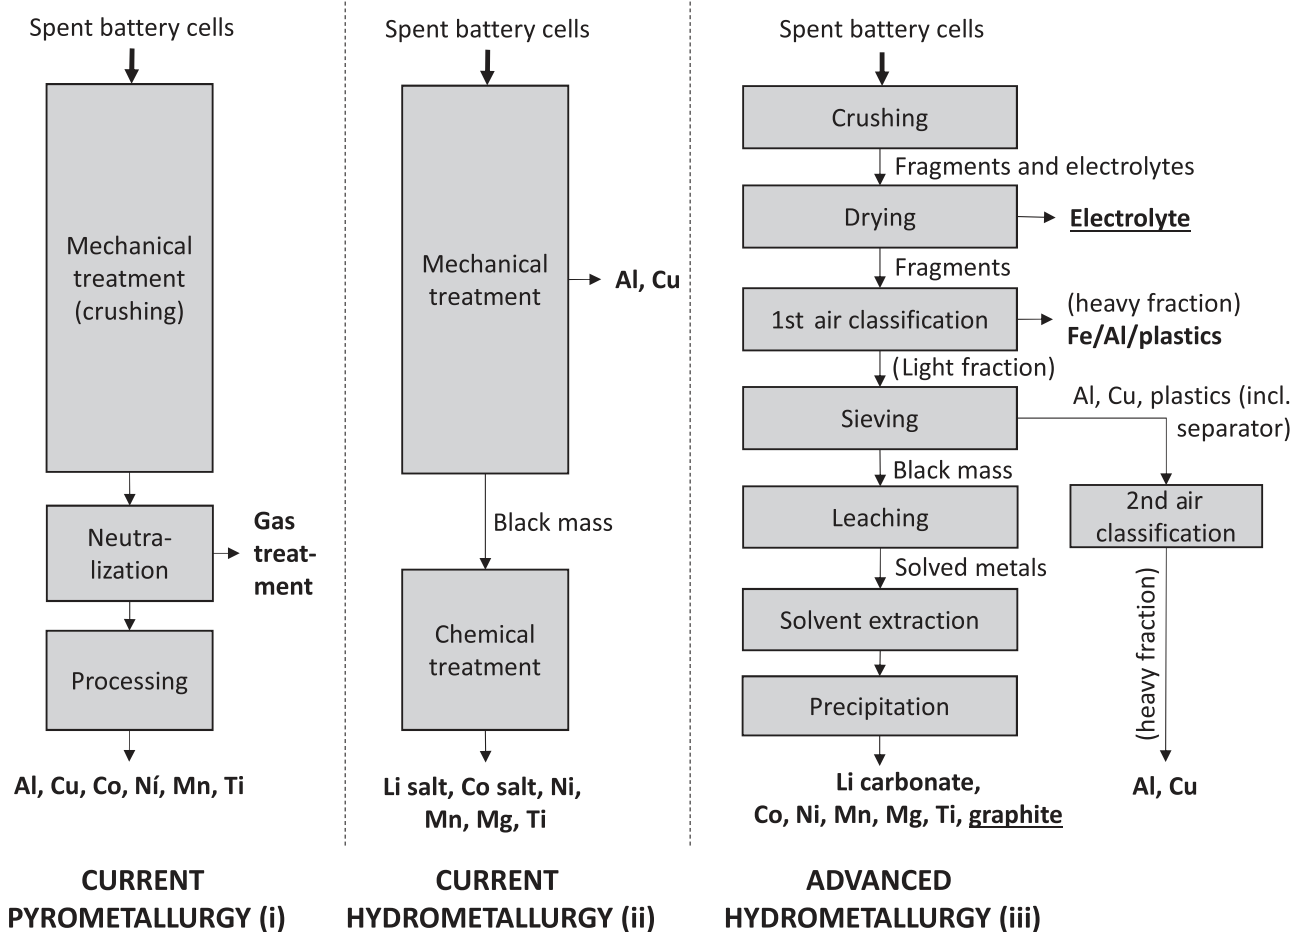 Spent battery cells
Mechanical
treatment
(crushing)
Neutra-
lization
Gas
treat-
ment
Processing
Al, Cu, Co, Ní, Mn, Ti
CURRENT
PYROMETALLURGY (i)
Spent battery cells
Mechanical
treatment
Al, Cu
Black mass
Chemical
treatment
Li salt, Co salt, Ni,
Mn, Mg, Ti
CURRENT
HYDROMETALLURGY (ii)
Spent battery cells
Crushing
Fragments and electrolytes
Drying
Electrolyte
Fragments
1st air classification
(heavy fraction)
Fe/Al/plastics
(Light fraction)
Sieving
Al, Cu, plastics (incl.
separator)
Black mass
Leaching
2nd air
classification
Solved metals
Solvent extraction
(heavy fraction)
Precipitation
Li carbonate,
Co, Ni, Mn, Mg, Ti, graphite
Al, Cu
ADVANCED
HYDROMETALLURGY (iii)